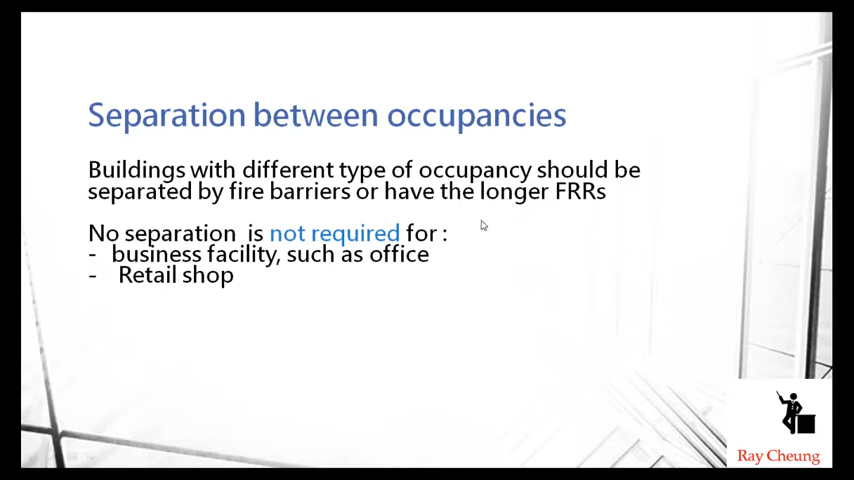 Separation between occupancies
Buildings with different type of occupancy should be
separated by fire barriers or have the longer FRRs
No separation is not required for :
- business facility, such as office
- Retail shop
Ray Cheung